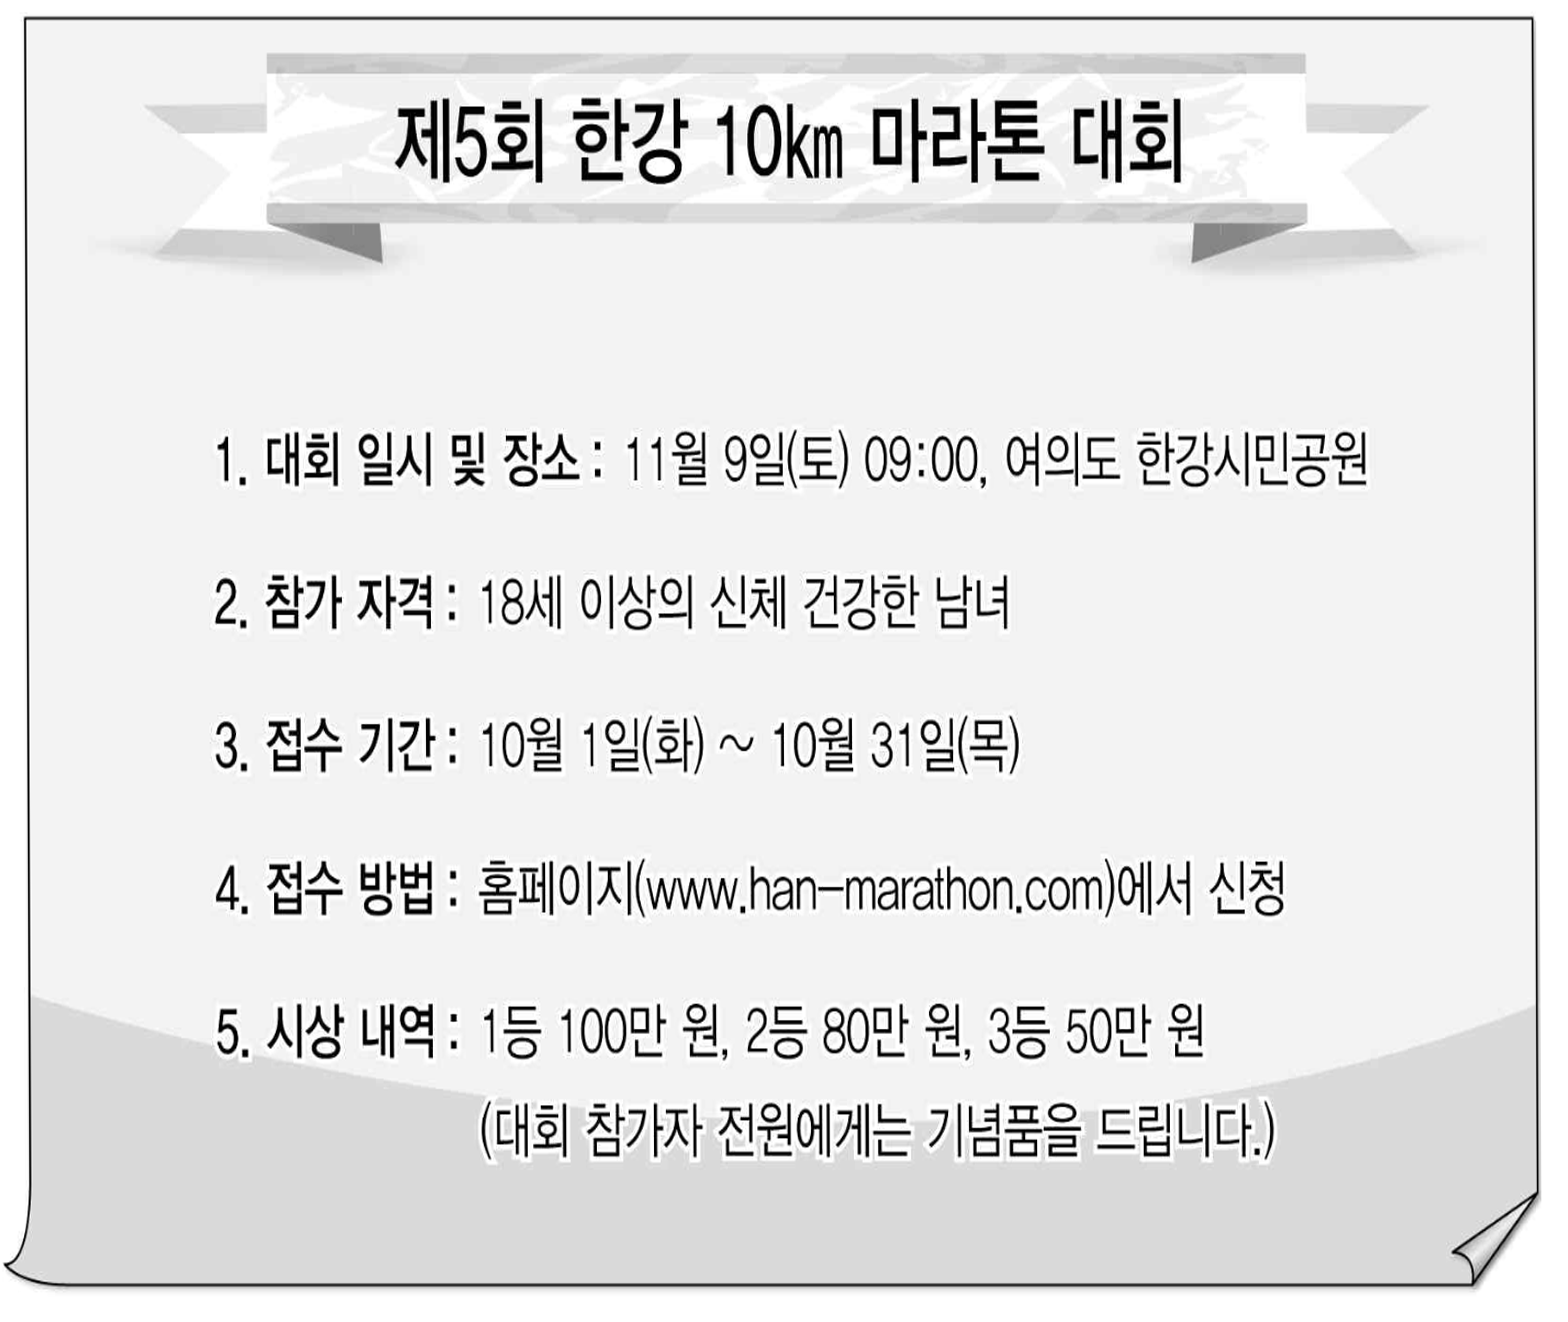 제5회 한강 10km 마라톤 대회
1. 대회 일시 및 장소 : 11월 9일(토) 09:00, 여의도 한강시민공원
2. 참가 자격 : 18세 이상의 신체 건강한 남녀
3. 접수 기간 : 10월 1일(화) ~ 10월 31일(목)
4. 접수 방법 : 홈페이지(www.han-marathon.com)에서 신청
5. 시상 내역 : 1등 100만 원, 2등 80만 원, 3등 50만 원
(대회 참가자 전원에게는 기념품을 드립니다.)